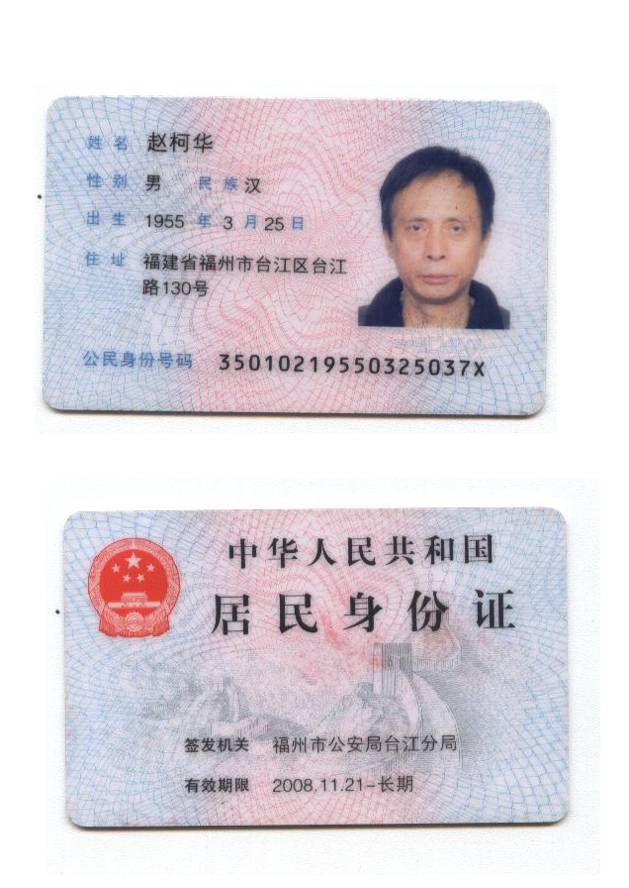 姓名 赵柯华
性别 男 民族 汉
出生 1955 年 3 月 25 日
住址 福建省福州市台江区台江
路130号
公民身份号码 35010219550325037X
中华人民共和国
居民身份证
签发机关 福州市公安局台江分局
有效期限 2008.11.21-长期